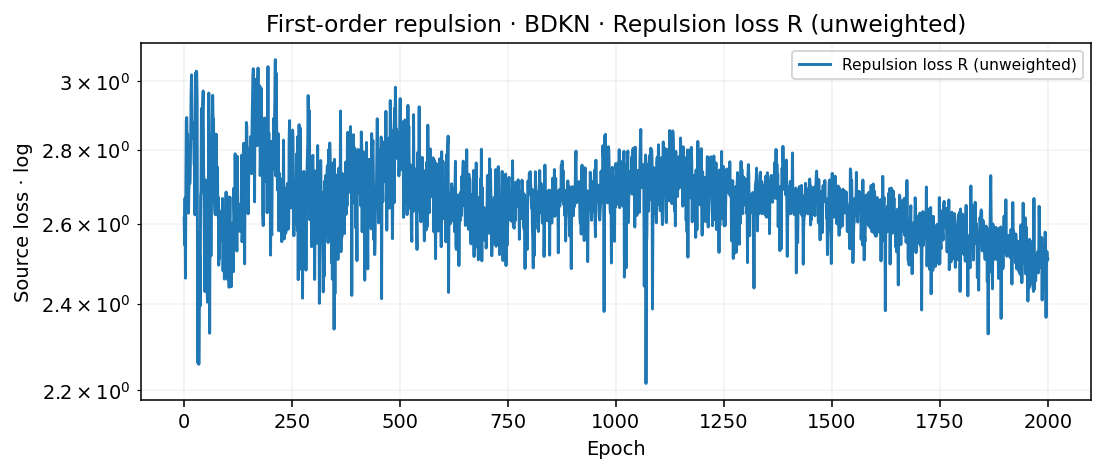 First-order repulsion · BDKN · Repulsion loss R (unweighted)
Repulsion loss R (unweighted)
Source loss · log
3 × 10⁰
2.8 × 10⁰
2.6 × 10⁰
2.4 × 10⁰
2.2 × 10⁰
0 250 500 750 1000 1250 1500 1750 2000
Epoch